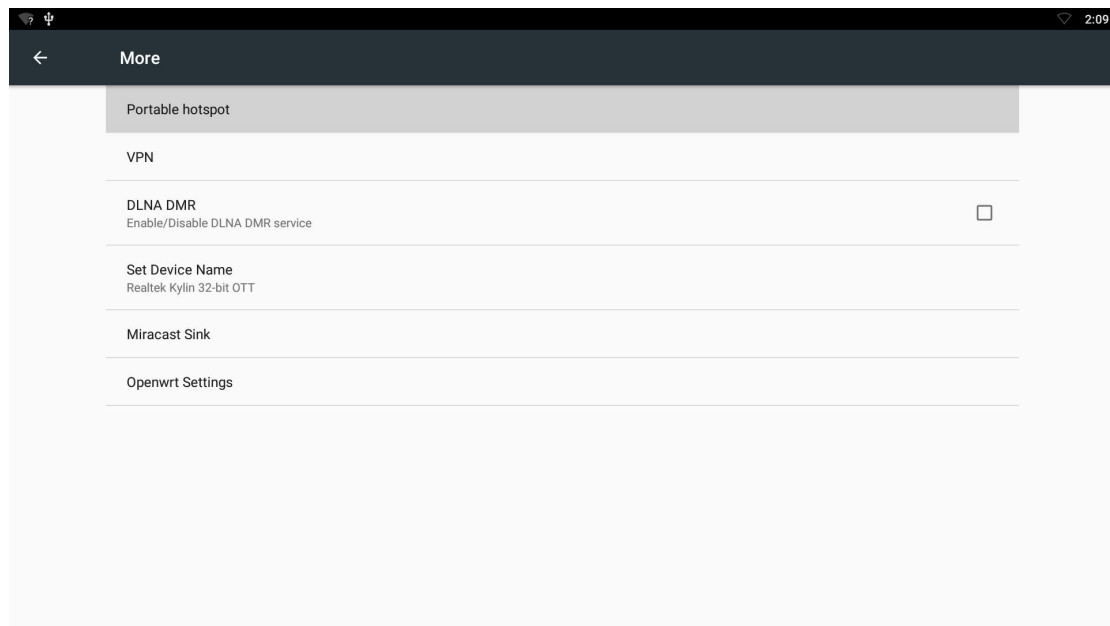 2:09
More
Portable hotspot
VPN
DLNA DMR
Enable/Disable DLNA DMR service
Set Device Name
Realtek Kylin 32-bit OTT
Miracast Sink
Openwrt Settings